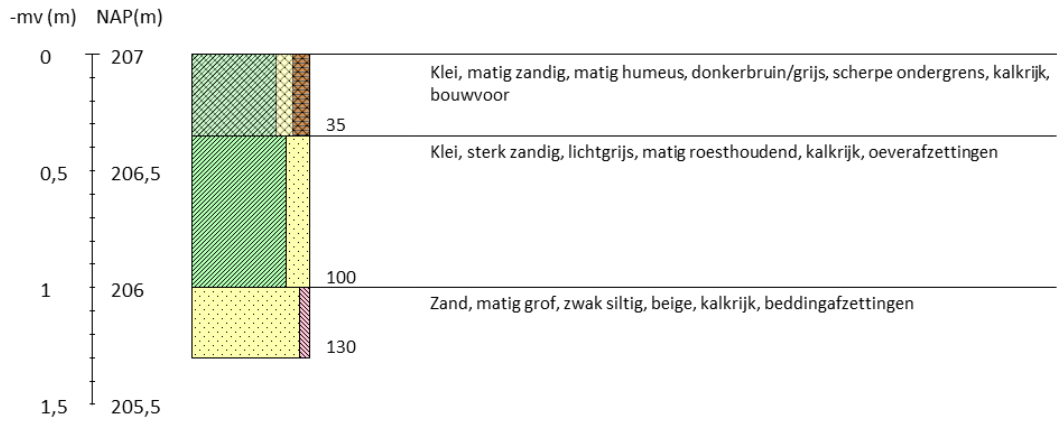 -mv (m) NAP(m)
0 207
Klei, matig zandig, matig humeus, donkerbruin/grijs, scherpe ondergrens, kalkrijk,
bouwvoor
35
Klei, sterk zandig, lichtgrijs, matig roesthoudend, kalkrijk, oeverafzettingen
0,5 206,5
100
1 206
Zand, matig grof, zwak siltig, beige, kalkrijk, beddingafzettingen
130
1,5 205,5